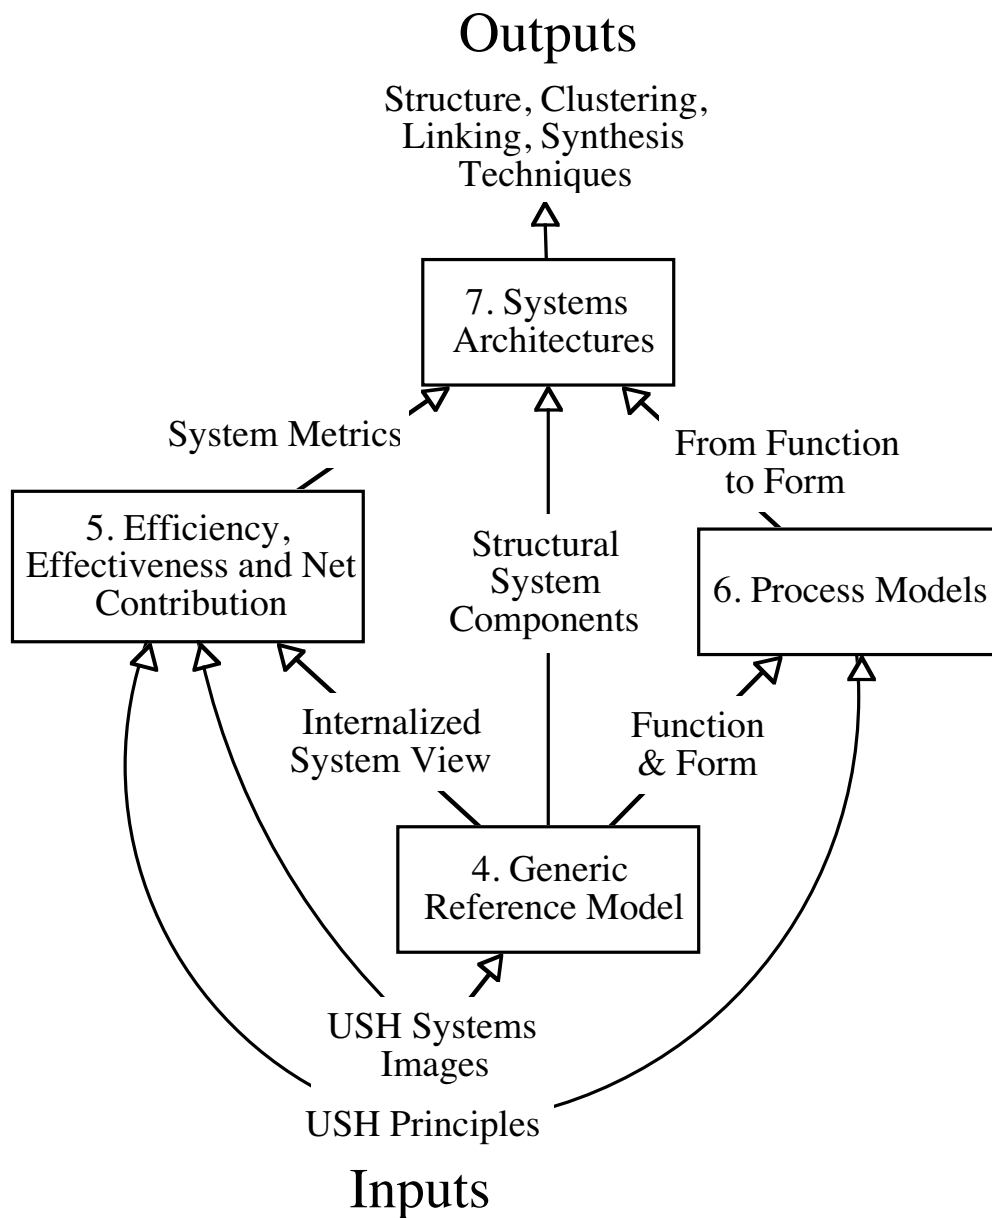 Outputs
Structure, Clustering,
Linking, Synthesis
Techniques
7. Systems
Architectures
System Metrics
From Function
to Form
5. Efficiency,
Effectiveness and Net
Contribution
Structural
System
Components
6. Process Models
Internalized
System View
Function
& Form
4. Generic
Reference Model
USH Systems
Images
USH Principles
Inputs